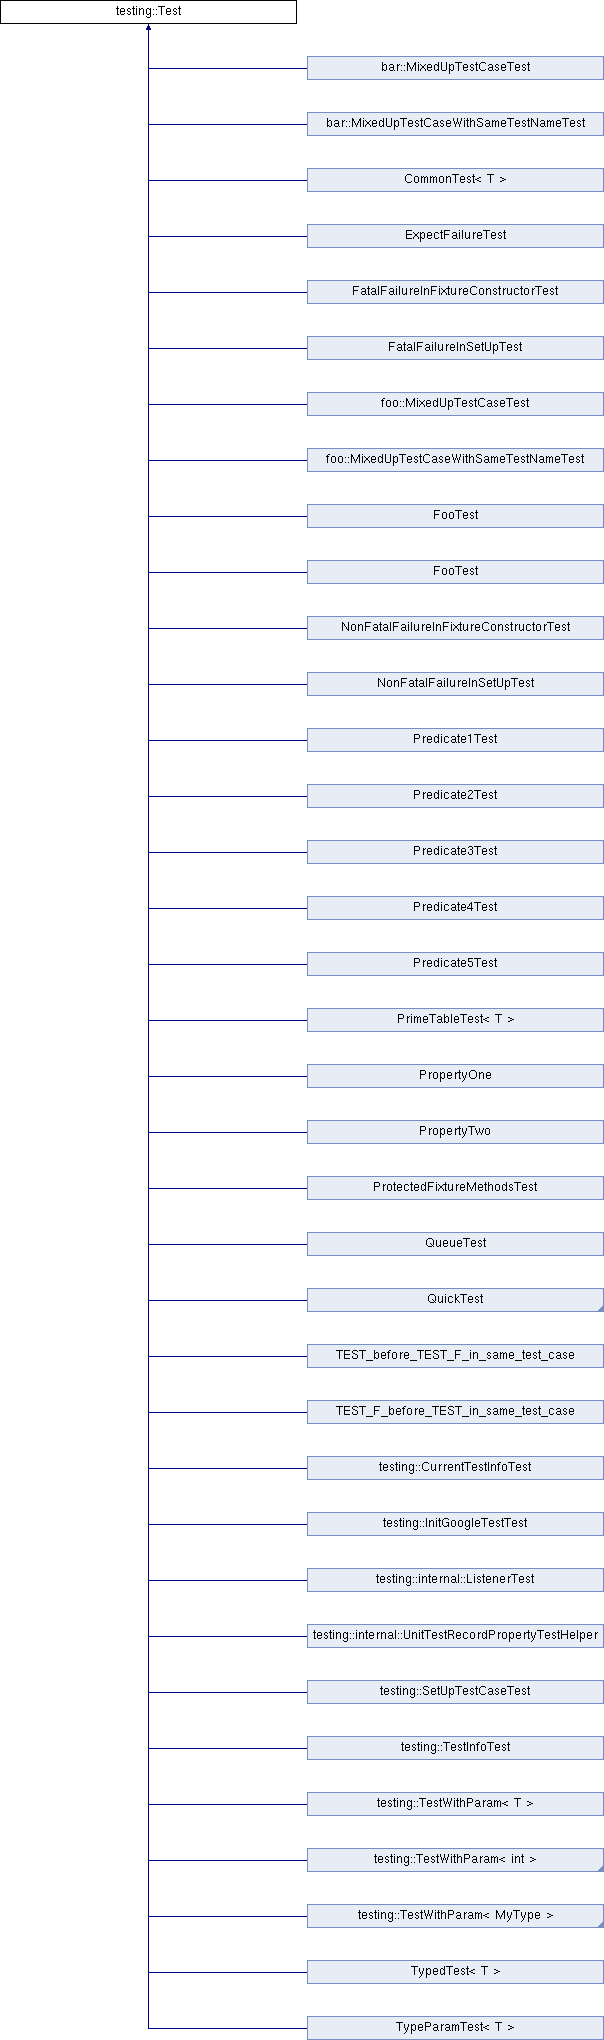 testing::Test
bar::MixedUpTestCaseTest
bar::MixedUpTestCaseWithSameTestNameTest
CommonTest< T >
ExpectFailureTest
FatalFailureInFixtureConstructorTest
FatalFailureInSetUpTest
foo::MixedUpTestCaseTest
foo::MixedUpTestCaseWithSameTestNameTest
FooTest
FooTest
NonFatalFailureInFixtureConstructorTest
NonFatalFailureInSetUpTest
Predicate1Test
Predicate2Test
Predicate3Test
Predicate4Test
Predicate5Test
PrimeTableTest< T >
PropertyOne
PropertyTwo
ProtectedFixtureMethodsTest
QueueTest
QuickTest
TEST_before_TEST_F_in_same_test_case
TEST_F_before_TEST_in_same_test_case
testing::CurrentTestInfoTest
testing::InitGoogleTestTest
testing::internal::ListenerTest
testing::internal::UnitTestRecordPropertyTestHelper
testing::SetUpTestCaseTest
testing::TestInfoTest
testing::TestWithParam< T >
testing::TestWithParam< int >
testing::TestWithParam< MyType >
TypedTest< T >
TypeParamTest< T >